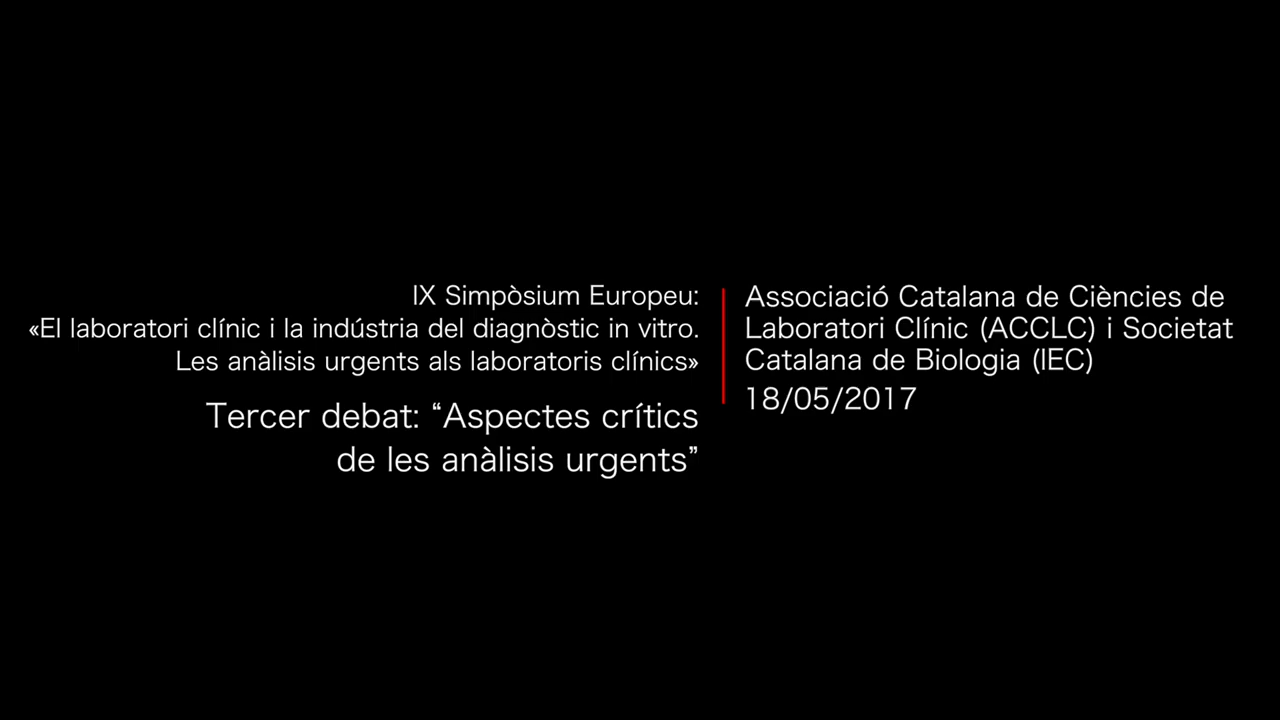 IX Simpòsium Europeu:
«El laboratori clínic i la indústria del diagnòstic in vitro.
Les anàlisis urgents als laboratoris clínics»
Tercer debat: “Aspectes crítics
de les anàlisis urgents”
Associació Catalana de Ciències de
Laboratori Clínic (ACCLC) i Societat
Catalana de Biologia (IEC)
18/05/2017